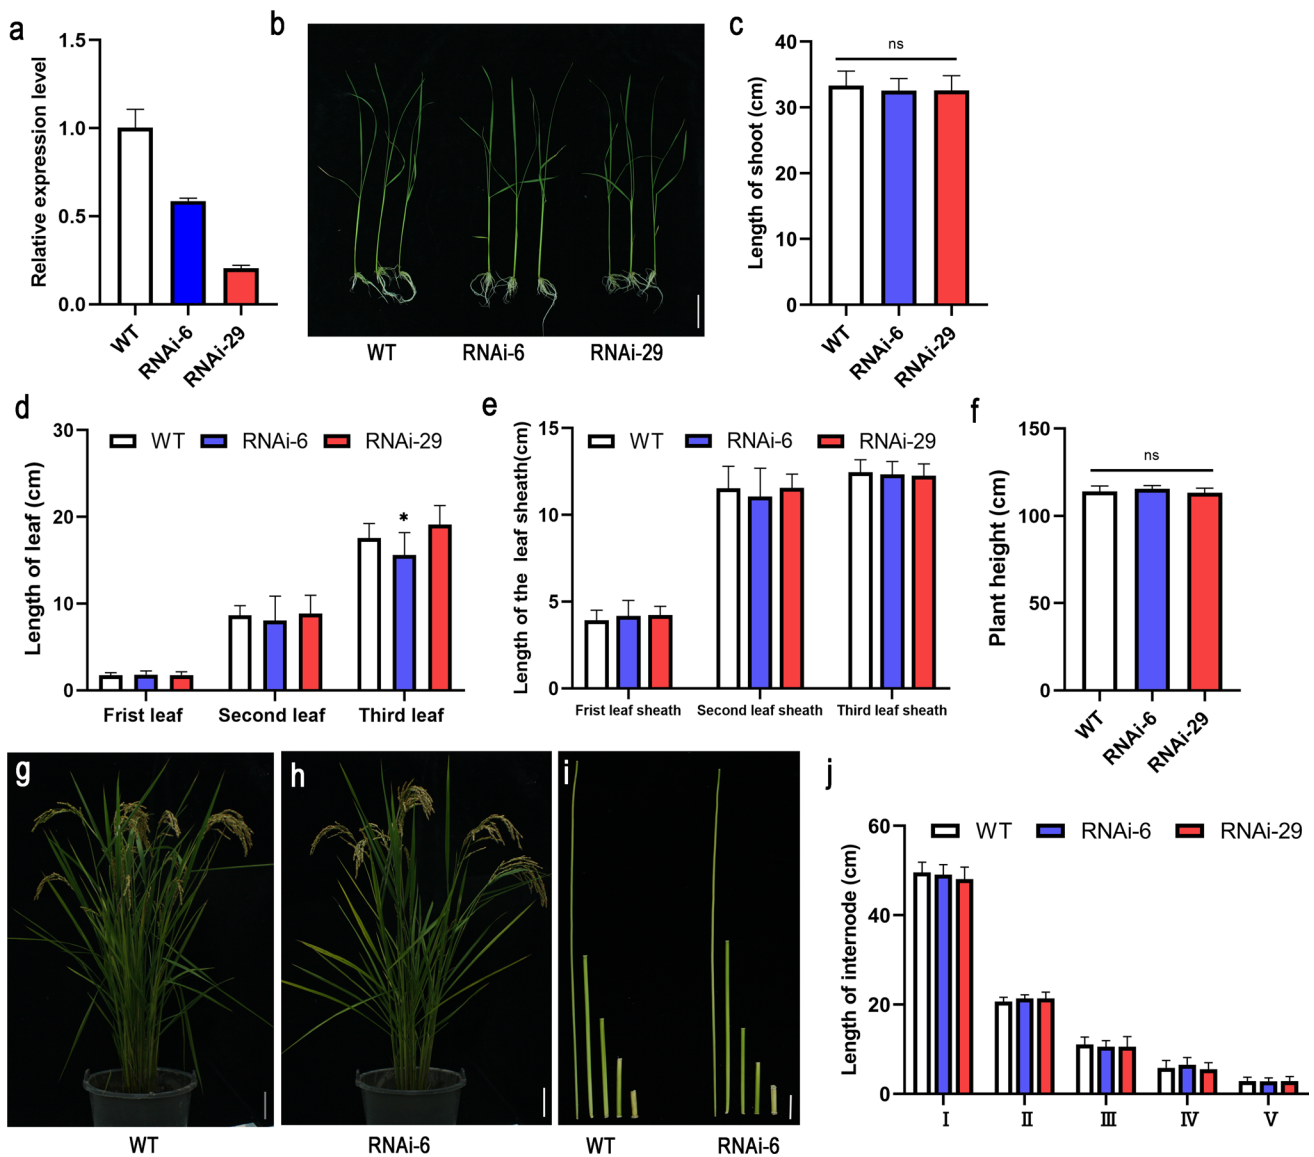 a
Relative expression level
1.5
1.0
0.5
0.0
WT
RNAi-6
RNAi-29
b
WT
RNAi-6
RNAi-29
c
Length of shoot (cm)
40
30
20
10
0
ns
WT
RNAi-6
RNAi-29
d
Length of leaf (cm)
30
20
10
0
WT
RNAi-6
RNAi-29
*
Frist leaf
Second leaf
Third leaf
e
Length of the leaf sheath(cm)
15
10
5
0
WT
RNAi-6
RNAi-29
Frist leaf sheath
Second leaf sheath
Third leaf sheath
f
Plant height (cm)
150
100
50
0
ns
WT
RNAi-6
RNAi-29
g
WT
h
RNAi-6
i
WT
RNAi-6
j
Length of internode (cm)
60
40
20
0
WT
RNAi-6
RNAi-29
I
II
III
IV
V